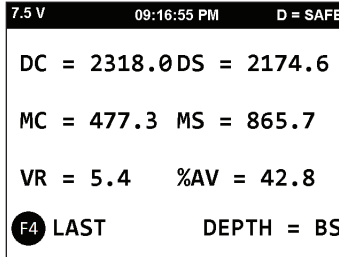 7.5 V 09:16:55 PM D = SAFE
DC = 2318.0 DS = 2174.6
MC = 477.3 MS = 865.7
VR = 5.4 %AV = 42.8
F4 LAST DEPTH = BS